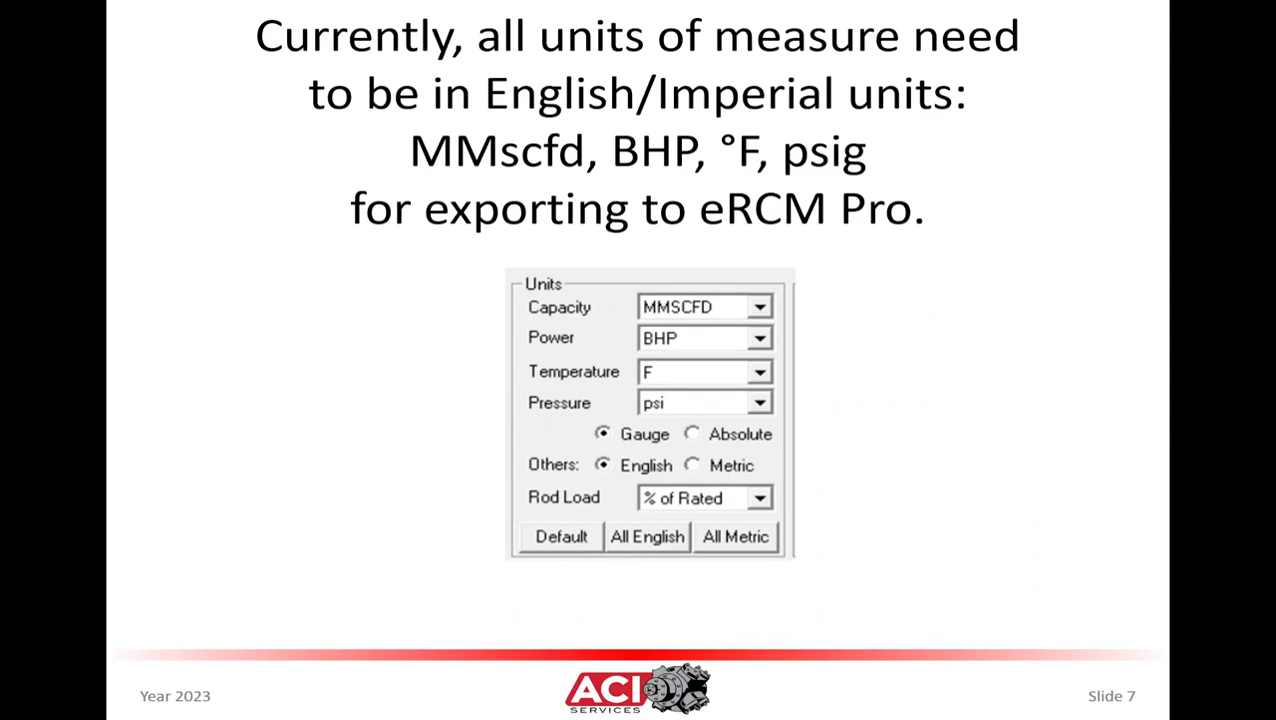 Currently, all units of measure need
to be in English/Imperial units:
MMscfd, BHP, °F, psig
for exporting to eRCM Pro.
Units
Capacity MMSCFD
Power BHP
Temperature F
Pressure psi
Gauge Absolute
Others: English Metric
Rod Load % of Rated
Default All English All Metric
Year 2023
ACI
SERVICES
Slide 7